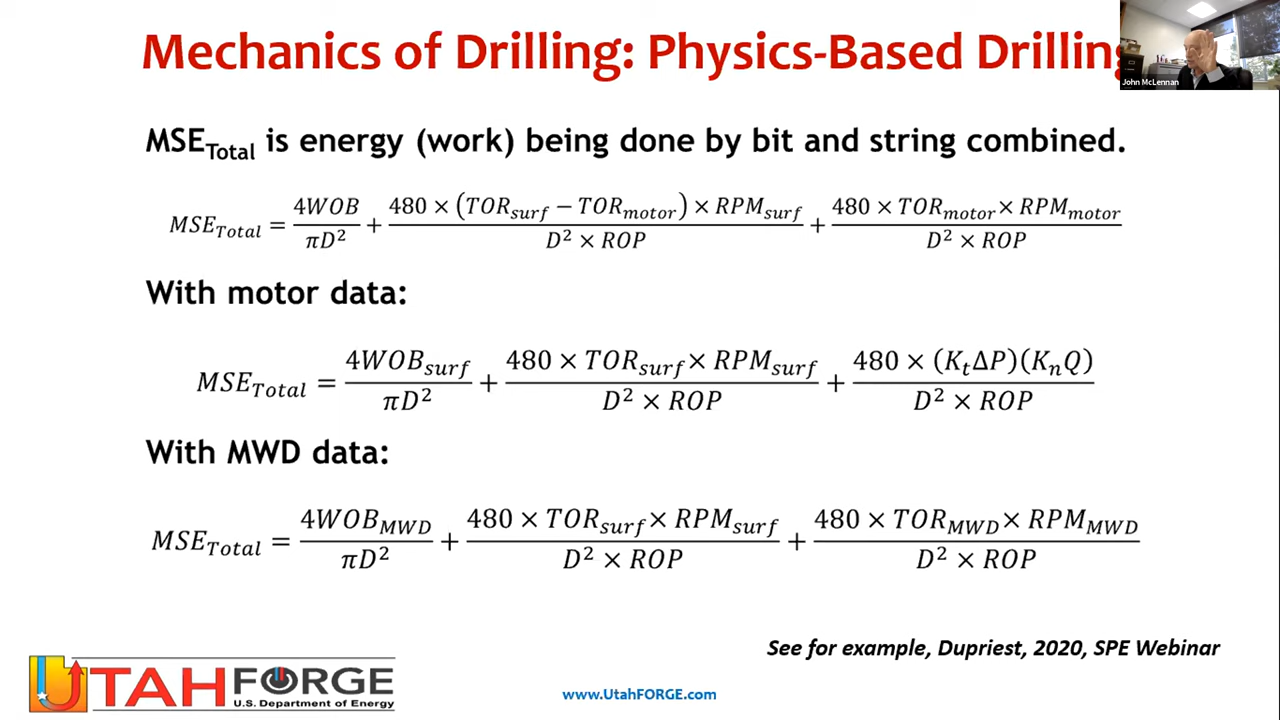 Mechanics of Drilling: Physics-Based Drilling
John McLennan
MSE_Total is energy (work) being done by bit and string combined.
MSE_Total = 4WOB/πD² + 480 × (TOR_surf − TOR_motor) × RPM_surf/D² × ROP + 480 × TOR_motor × RPM_motor/D² × ROP
With motor data:
MSE_Total = 4WOB_surf/πD² + 480 × TOR_surf × RPM_surf/D² × ROP + 480 × (K_tΔP)(K_nQ)/D² × ROP
With MWD data:
MSE_Total = 4WOB_MWD/πD² + 480 × TOR_surf × RPM_surf/D² × ROP + 480 × TOR_MWD × RPM_MWD/D² × ROP
See for example, Dupriest, 2020, SPE Webinar
UTAH FORGE
U.S. Department of Energy
www.UtahFORGE.com